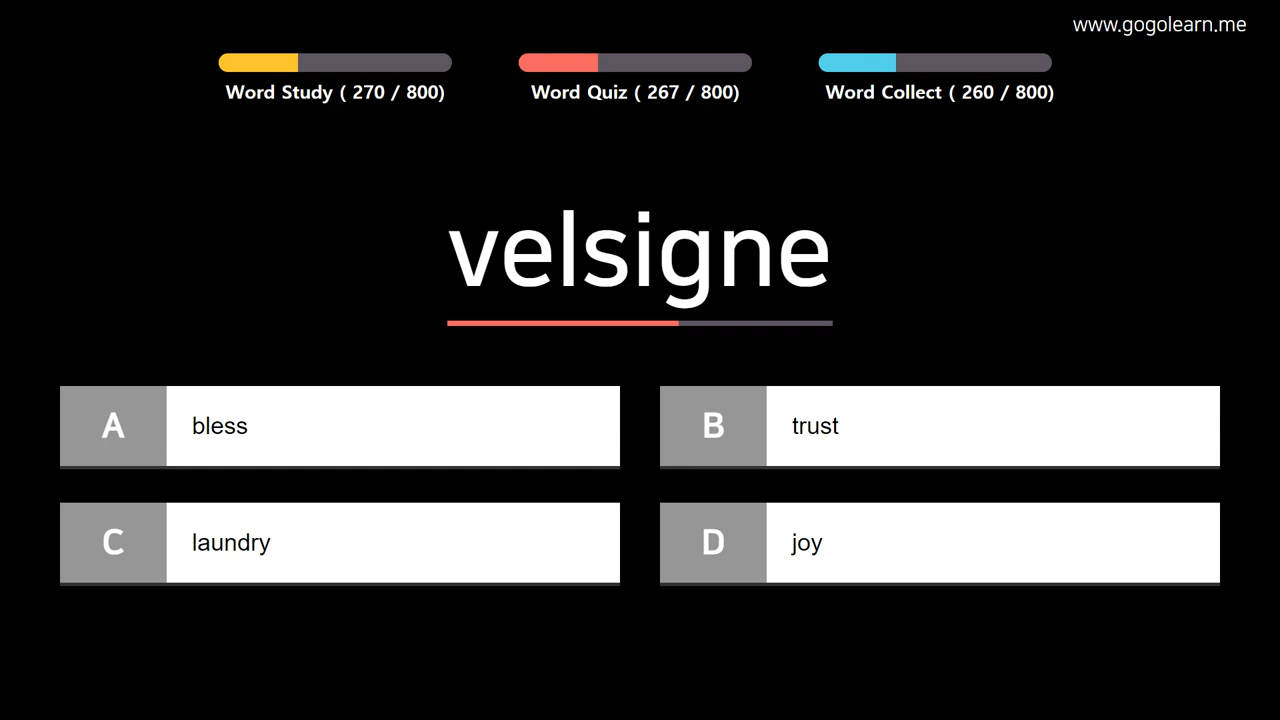 www.gogolearn.me
Word Study ( 270 / 800)
Word Quiz ( 267 / 800)
Word Collect ( 260 / 800)
velsigne
A bless
B trust
C laundry
D joy